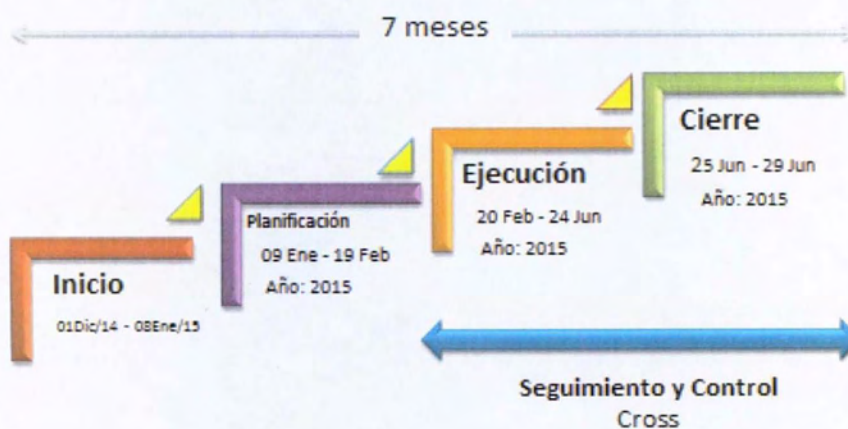 7 meses
Inicio
01Dic/14 - 08Ene/15
Planificación
09 Ene - 19 Feb
Año: 2015
Ejecución
20 Feb - 24 Jun
Año: 2015
Cierre
25 Jun - 29 Jun
Año: 2015
Seguimiento y Control
Cross